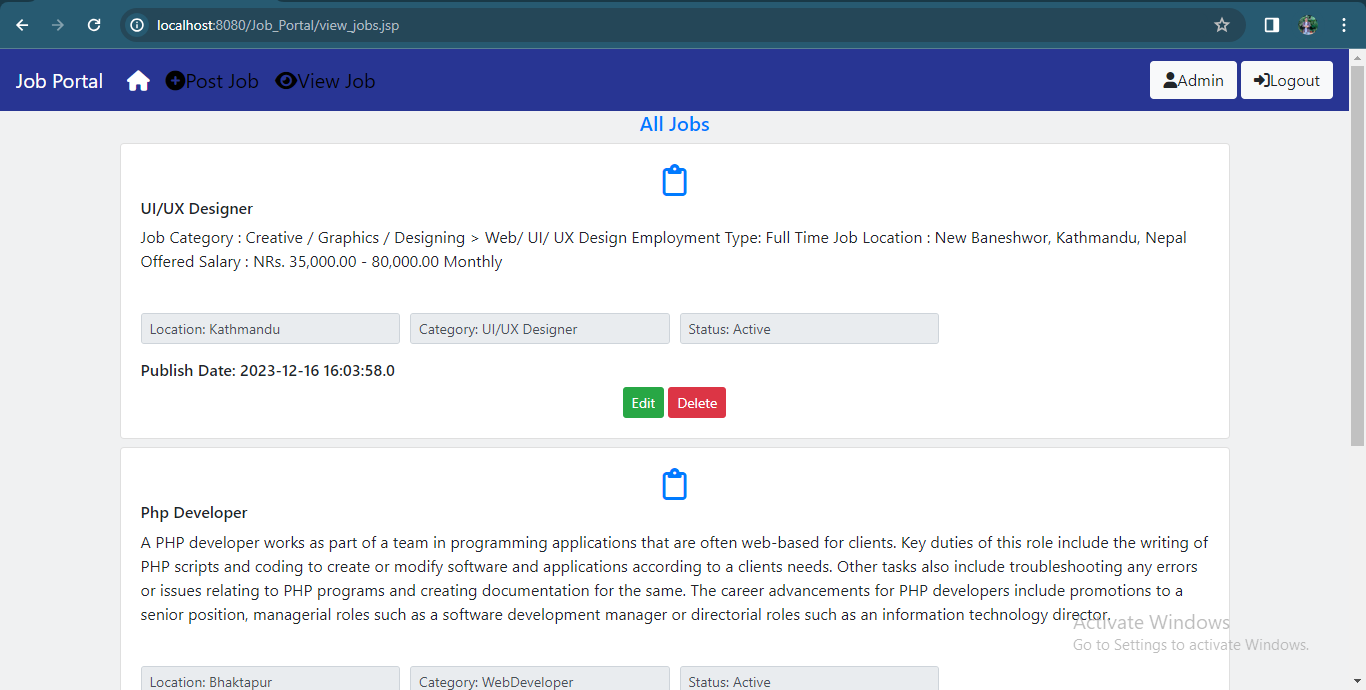 localhost:8080/Job_Portal/view_jobs.jsp
Job Portal Post Job View Job Admin Logout
All Jobs
UI/UX Designer
Job Category : Creative / Graphics / Designing > Web/ UI/ UX Design Employment Type: Full Time Job Location : New Baneshwor, Kathmandu, Nepal
Offered Salary : NRs. 35,000.00 - 80,000.00 Monthly
Location: Kathmandu Category: UI/UX Designer Status: Active
Publish Date: 2023-12-16 16:03:58.0
Edit Delete
Php Developer
A PHP developer works as part of a team in programming applications that are often web-based for clients. Key duties of this role include the writing of
PHP scripts and coding to create or modify software and applications according to a clients needs. Other tasks also include troubleshooting any errors
or issues relating to PHP programs and creating documentation for the same. The career advancements for PHP developers include promotions to a
senior position, managerial roles such as a software development manager or directorial roles such as an information technology director.
Activate Windows
Go to Settings to activate Windows.
Location: Bhaktapur Category: WebDeveloper Status: Active